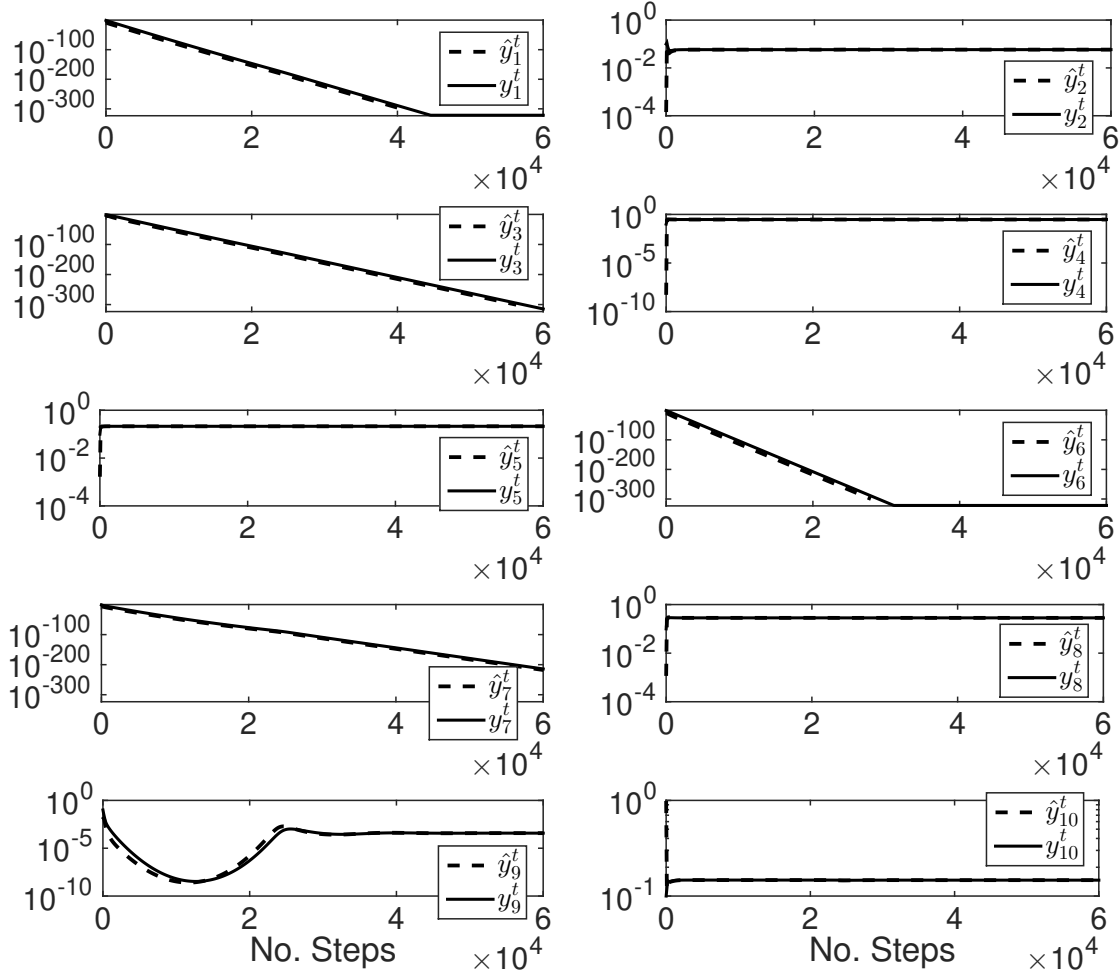 10^{-100}
10^{-200}
10^{-300}
0 2 4 6
×10^4
ŷ_1^t
y_1^t
10^0
10^{-2}
10^{-4}
0 2 4 6
×10^4
ŷ_2^t
y_2^t
10^{-100}
10^{-200}
10^{-300}
0 2 4 6
×10^4
ŷ_3^t
y_3^t
10^0
10^{-5}
10^{-10}
0 2 4 6
×10^4
ŷ_4^t
y_4^t
10^0
10^{-2}
10^{-4}
0 2 4 6
×10^4
ŷ_5^t
y_5^t
10^{-100}
10^{-200}
10^{-300}
0 2 4 6
×10^4
ŷ_6^t
y_6^t
10^{-100}
10^{-200}
10^{-300}
0 2 4 6
×10^4
ŷ_7^t
y_7^t
10^0
10^{-2}
10^{-4}
0 2 4 6
×10^4
ŷ_8^t
y_8^t
10^0
10^{-5}
10^{-10}
0 2 4 6
No. Steps
×10^4
ŷ_9^t
y_9^t
10^0
10^{-1}
0 2 4 6
No. Steps
×10^4
ŷ_{10}^t
y_{10}^t